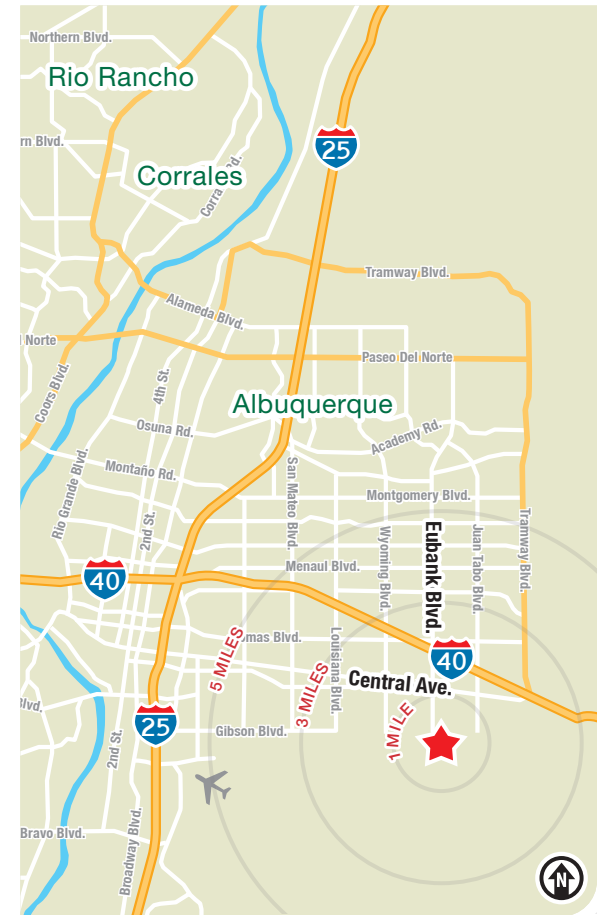 Northern Blvd.
Rio Rancho
rn Blvd.
25
Corrales
Corra
d.
Tramway Blvd.
Alameda Blvd.
Norte
Paseo Del Norte
Coors Blvd.
4th St.
Albuquerque
Osuna Rd.
Academy Rd.
Montaño Rd.
San Mateo Blvd.
Rio Grande Blvd.
Montgomery Blvd.
2nd St.
Wyoming Blvd.
Eubank Blvd.
Juan Tabo Blvd.
Tramway Blvd.
Menaul Blvd.
40
5 MILES
mas Blvd.
Louisiana Blvd.
40
3 MILES
Central Ave.
lvd.
25
2nd St.
Gibson Blvd.
1 MILE
Bravo Blvd.
Broadway Blvd.
N